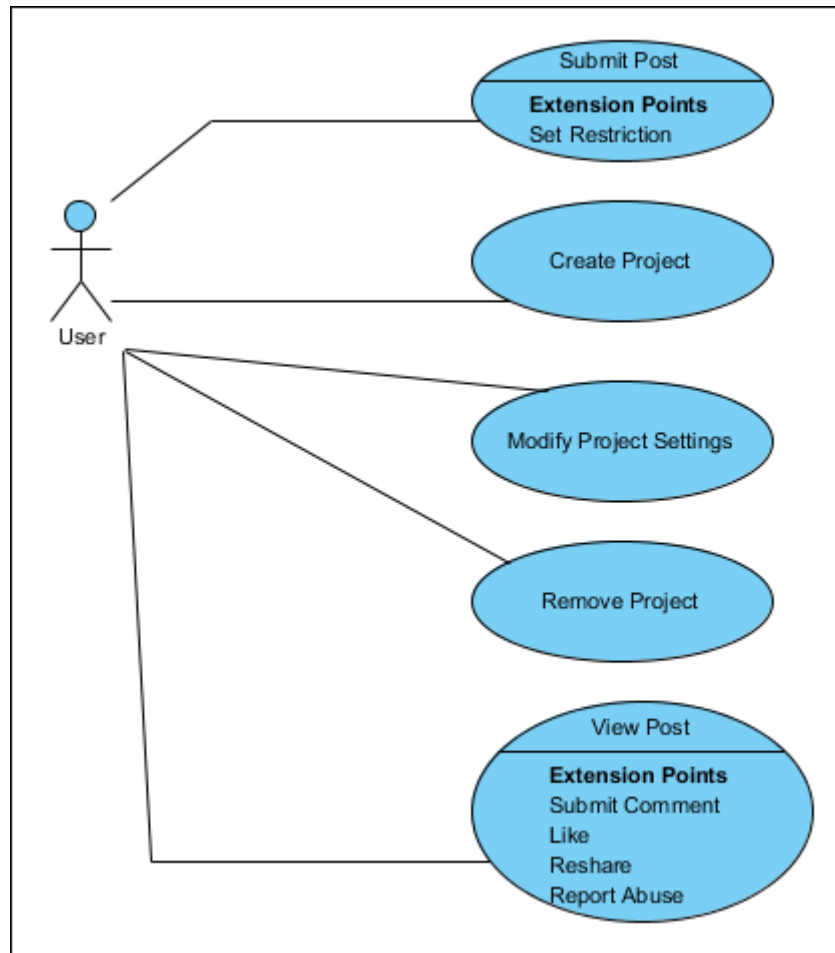 Submit Post
Extension Points
Set Restriction
User
Create Project
Modify Project Settings
Remove Project
View Post
Extension Points
Submit Comment
Like
Reshare
Report Abuse